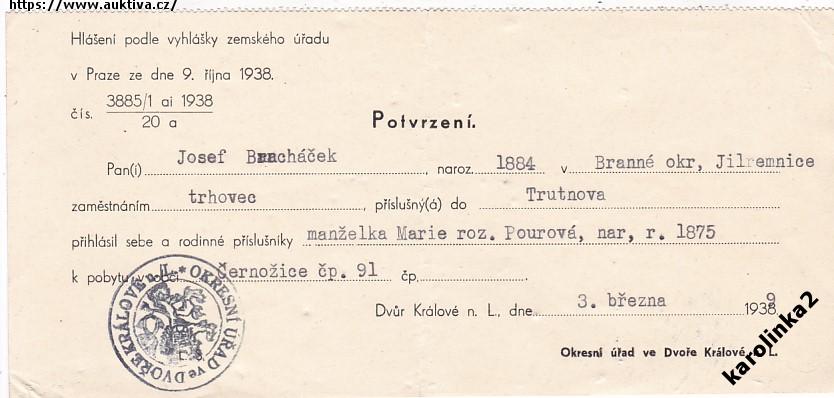 https://www.auktiva.cz/
Hlášení podle vyhlášky zemského úřadu
v Praze ze dne 9. října 1938.
čís. 3885/1 ai 1938
20 a
Potvrzení.
Pan(i) Josef Bracháček, naroz. 1884 v Branné okr, Jilremnice
zaměstnáním trhovec, příslušný(á) do Trutnova
přihlásil sebe a rodinné příslušníky manželka Marie roz. Pourová, nar, r. 1875
k pobytu v obci Černožice čp. 91 čp.
Dvůr Králové n. L., dne 3. března 1939
Okresní úřad ve Dvoře Králové n. L.
* OKRESNÍ ÚŘAD ve DVOŘE KRÁLOVÉ n. L.
karolinka2